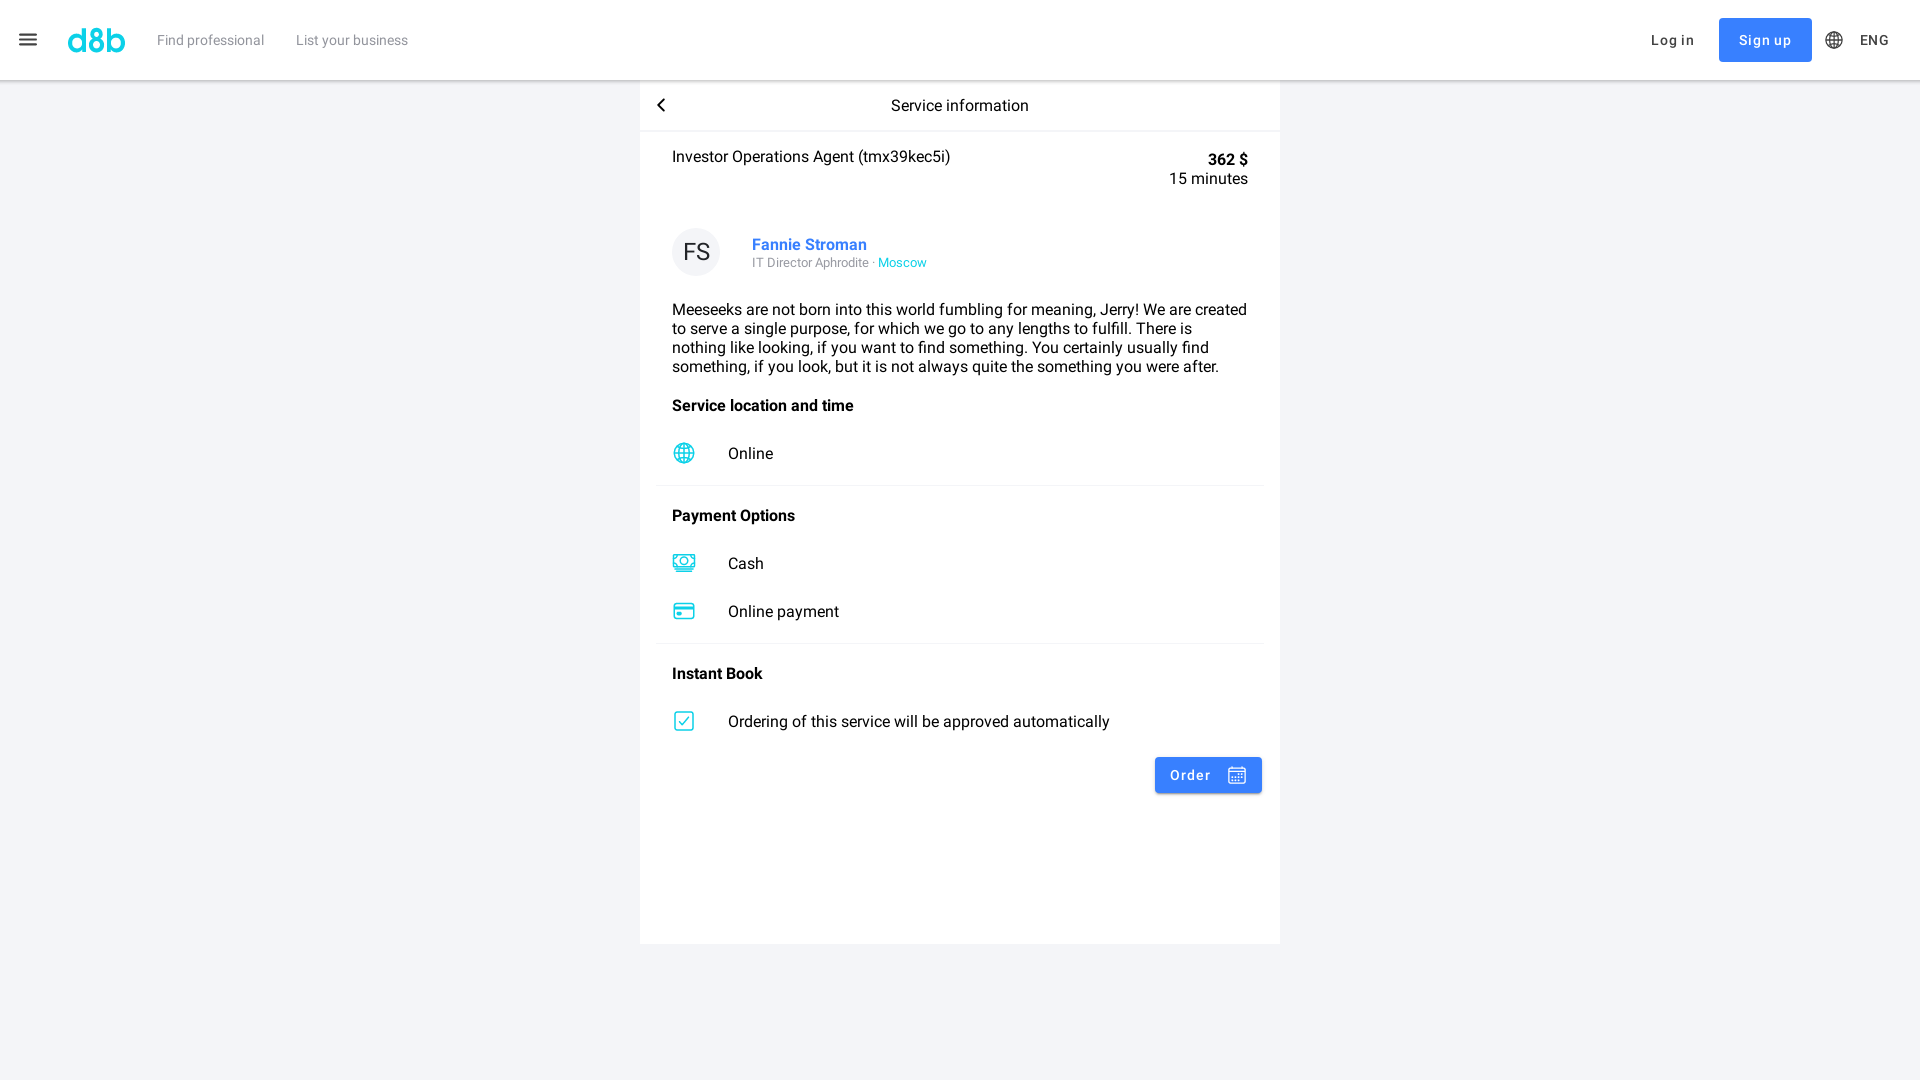 d8b
Find professional
List your business
Log in
Sign up
ENG
Service information
Investor Operations Agent (tmx39kec5i)
362 $
15 minutes
FS
Fannie Stroman
IT Director Aphrodite · Moscow
Meeseeks are not born into this world fumbling for meaning, Jerry! We are created
to serve a single purpose, for which we go to any lengths to fulfill. There is
nothing like looking, if you want to find something. You certainly usually find
something, if you look, but it is not always quite the something you were after.
Service location and time
Online
Payment Options
Cash
Online payment
Instant Book
Ordering of this service will be approved automatically
Order